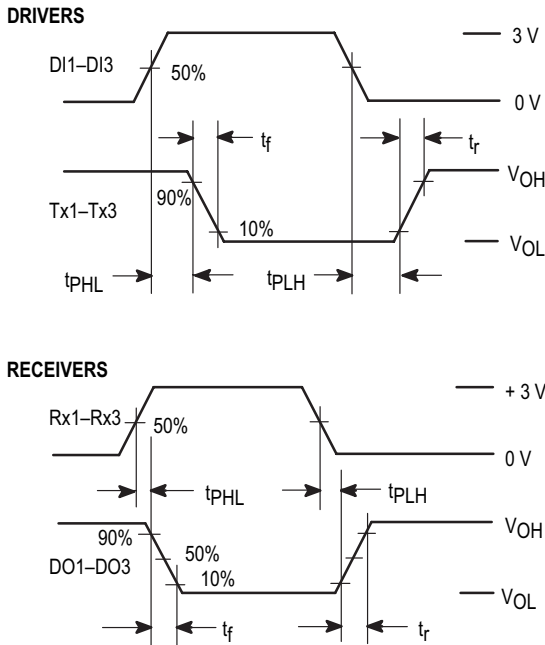 DRIVERS
3 V
DI1–DI3
50%
0 V
tf
tr
VOH
Tx1–Tx3
90%
10%
VOL
tPHL
tPLH
RECEIVERS
+ 3 V
Rx1–Rx3
50%
0 V
tPHL
tPLH
VOH
90%
50%
DO1–DO3
10%
VOL
tf
tr